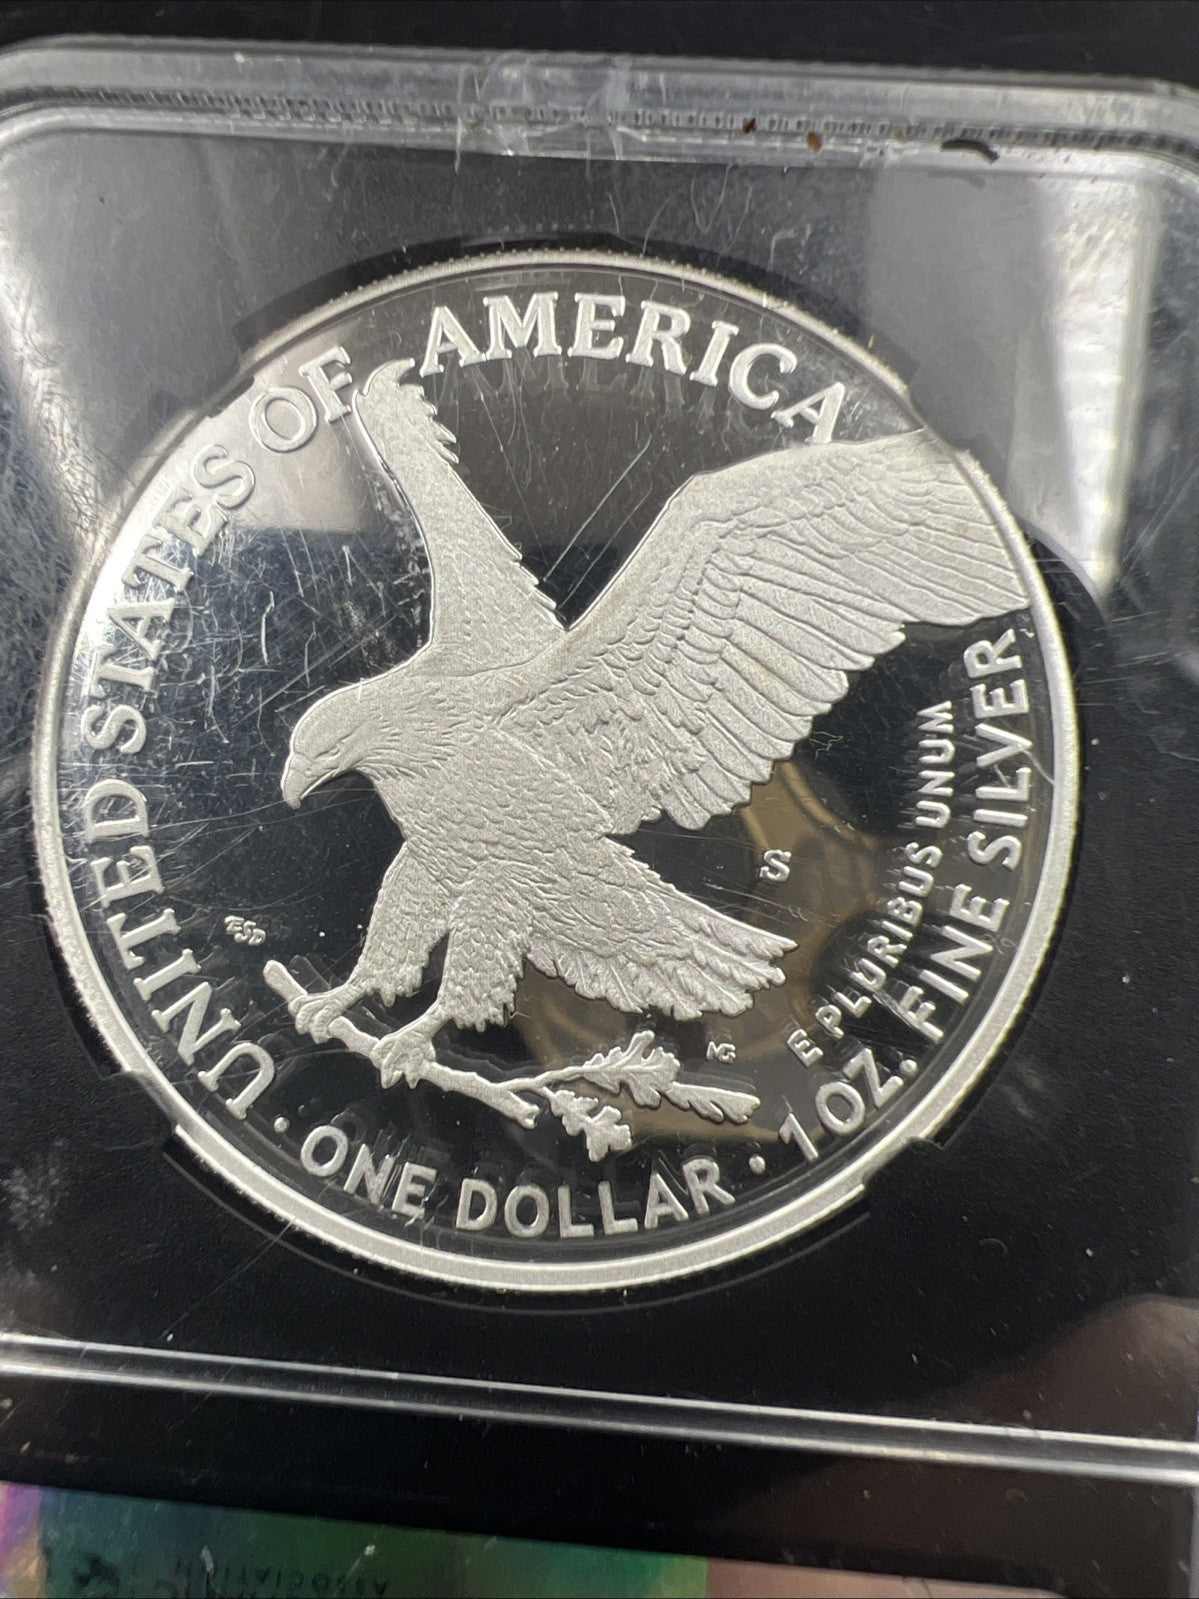 UNITED STATES OF AMERICA
S
E PLURIBUS UNUM
1 OZ. FINE SILVER
ESD
MG
· ONE DOLLAR ·